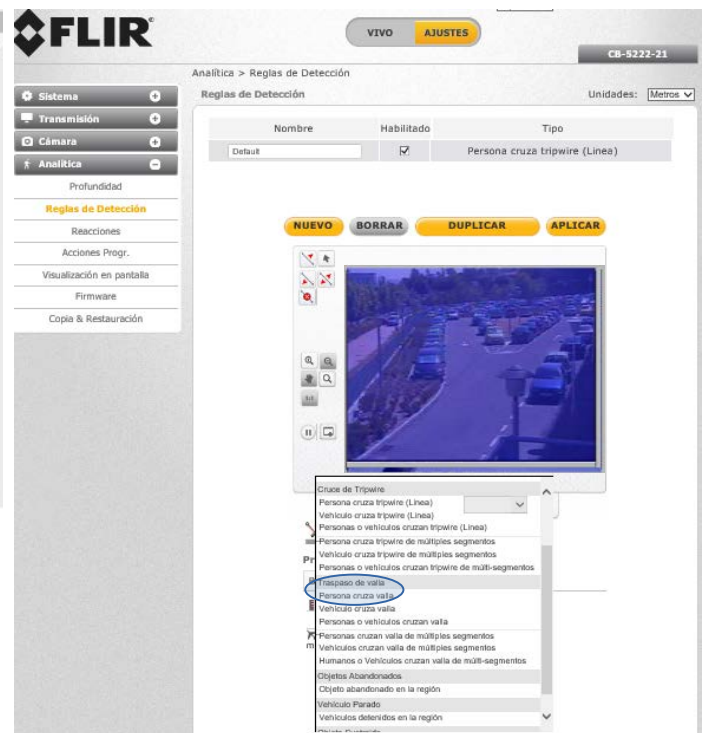 FLIR
VIVO AJUSTES
CB-5222-21
Analítica > Reglas de Detección
Reglas de Detección
Unidades: Metros
Sistema
Transmisión
Cámara
Analítica
Profundidad
Reglas de Detección
Reacciones
Acciones Progr.
Visualización en pantalla
Firmware
Copia & Restauración
Nombre Habilitado Tipo
Default Persona cruza tripwire (Linea)
NUEVO BORRAR DUPLICAR APLICAR
1:1
Cruce de Tripwire
Persona cruza tripwire (Linea)
Vehículo cruza tripwire (Linea)
Personas o vehículos cruzan tripwire (Linea)
Persona cruza tripwire de múltiples segmentos
Vehículo cruza tripwire de múltiples segmentos
Personas o vehículos cruzan tripwire de múlti-segmentos
Traspaso de valla
Persona cruza valla
Vehículo cruza valla
Personas o vehículos cruzan valla
Personas cruzan valla de múltiples segmentos
Vehículos cruzan valla de múltiples segmentos
Humanos o Vehículos cruzan valla de múlti-segmentos
Objetos Abandonados
Objeto abandonado en la región
Vehículo Parado
Vehículos detenidos en la región